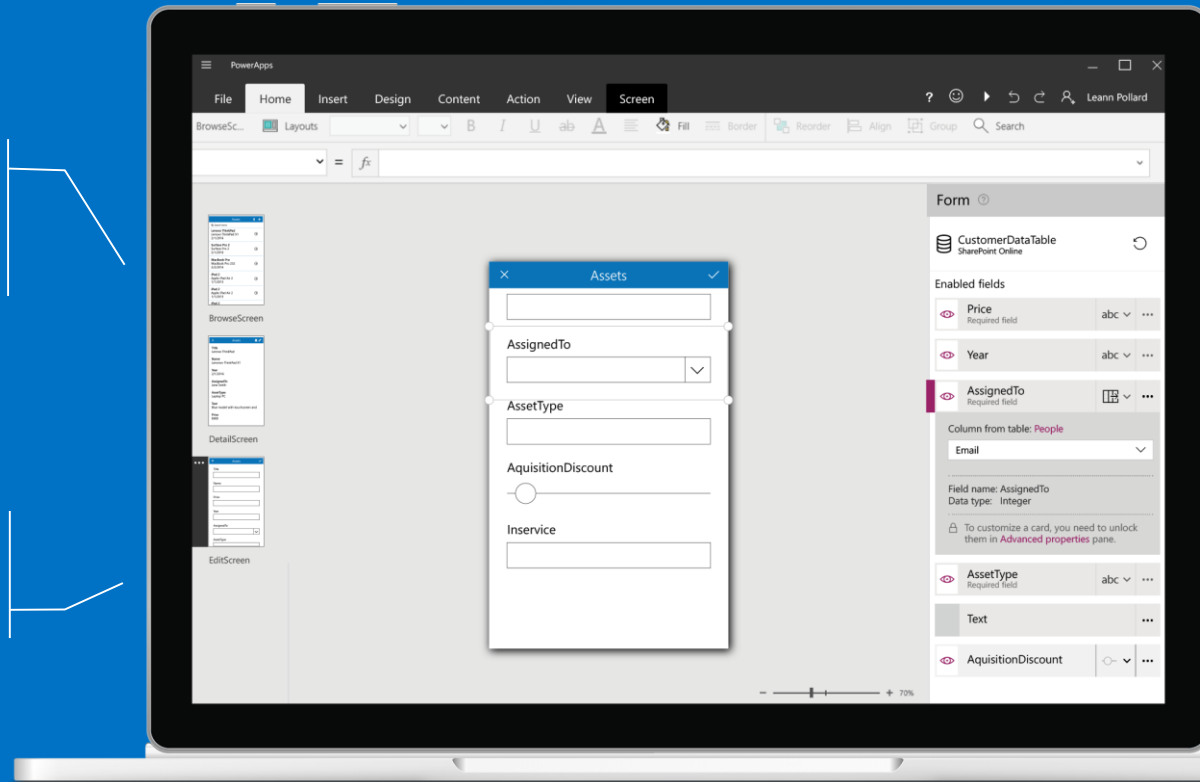 PowerApps
File Home Insert Design Content Action View Screen
? Leann Pollard
BrowseSc... Layouts B I U ab A Fill Border Reorder Align Group Search
= fx
Form ?
CustomerDataTable
SharePoint Online
Enabled fields
Price
Required field
abc
Year
abc
AssignedTo
Required field
Column from table: People
Email
Field name: AssignedTo
Data type: Integer
To customize a card, you need to unlock
them in Advanced properties pane.
AssetType
Required field
abc
Text
AquisitionDiscount
BrowseScreen
DetailScreen
EditScreen
Assets
AssignedTo
AssetType
AquisitionDiscount
Inservice
70%